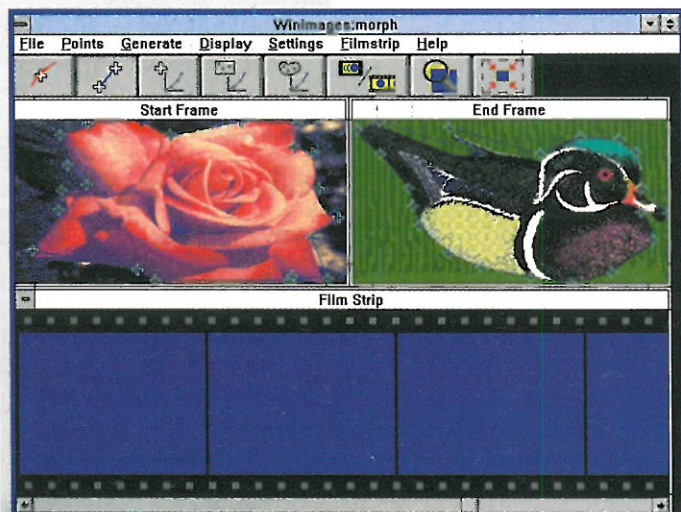 WinImages:morph
File Points Generate Display Settings Filmstrip Help
Start Frame End Frame
Film Strip